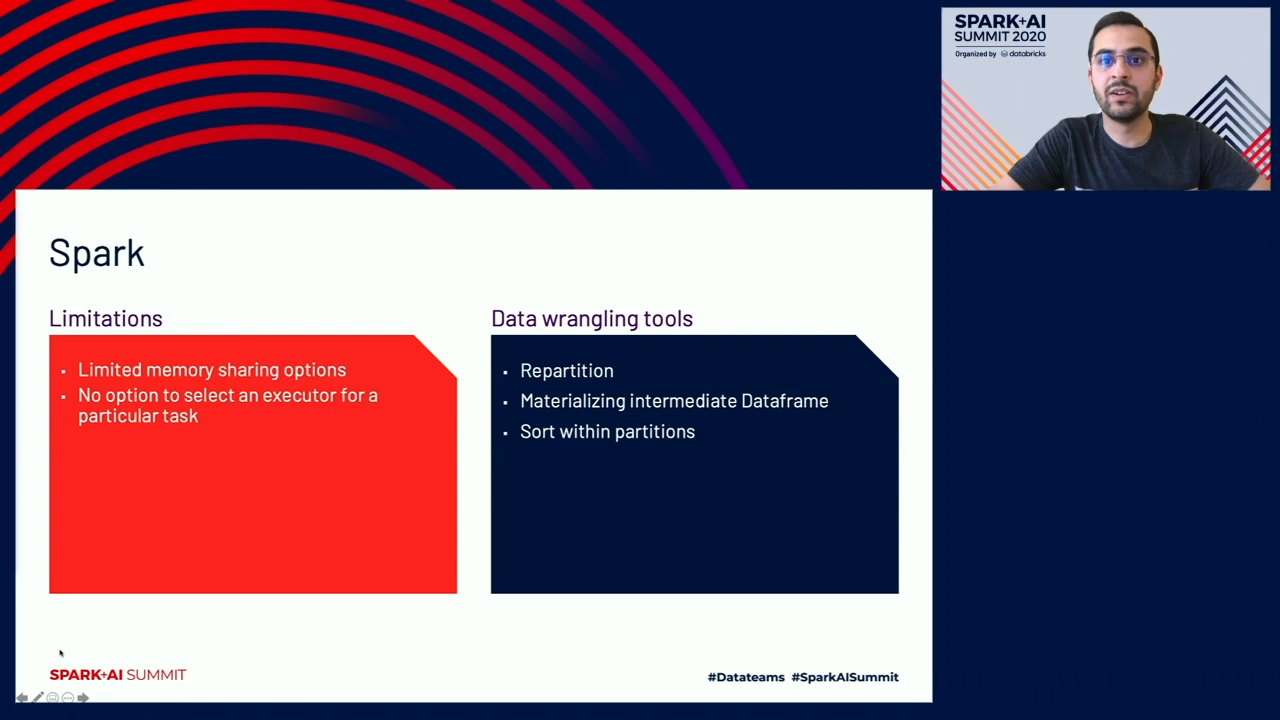 SPARK+AI
SUMMIT 2020
Organized by databricks
Spark
Limitations
▪ Limited memory sharing options
▪ No option to select an executor for a
particular task
Data wrangling tools
▪ Repartition
▪ Materializing intermediate Dataframe
▪ Sort within partitions
SPARK+AI SUMMIT
#Datateams #SparkAISummit